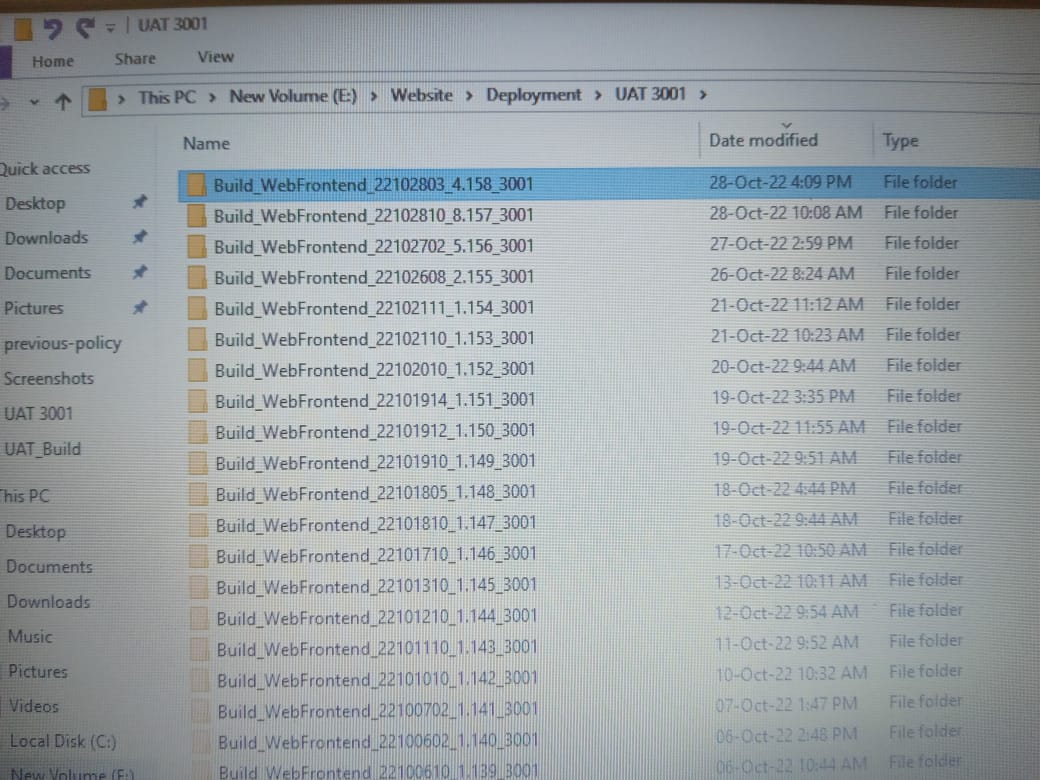 UAT 3001
Home Share View
This PC > New Volume (E:) > Website > Deployment > UAT 3001 >
Name Date modified Type
Quick access
Desktop
Downloads
Documents
Pictures
previous-policy
Screenshots
UAT 3001
UAT_Build
This PC
Desktop
Documents
Downloads
Music
Pictures
Videos
Local Disk (C:)
New Volume (E:)
Build_WebFrontend_22102803_4.158_3001 28-Oct-22 4:09 PM File folder
Build_WebFrontend_22102810_8.157_3001 28-Oct-22 10:08 AM File folder
Build_WebFrontend_22102702_5.156_3001 27-Oct-22 2:59 PM File folder
Build_WebFrontend_22102608_2.155_3001 26-Oct-22 8:24 AM File folder
Build_WebFrontend_22102111_1.154_3001 21-Oct-22 11:12 AM File folder
Build_WebFrontend_22102110_1.153_3001 21-Oct-22 10:23 AM File folder
Build_WebFrontend_22102010_1.152_3001 20-Oct-22 9:44 AM File folder
Build_WebFrontend_22101914_1.151_3001 19-Oct-22 3:35 PM File folder
Build_WebFrontend_22101912_1.150_3001 19-Oct-22 11:55 AM File folder
Build_WebFrontend_22101910_1.149_3001 19-Oct-22 9:51 AM File folder
Build_WebFrontend_22101805_1.148_3001 18-Oct-22 4:44 PM File folder
Build_WebFrontend_22101810_1.147_3001 18-Oct-22 9:44 AM File folder
Build_WebFrontend_22101710_1.146_3001 17-Oct-22 10:50 AM File folder
Build_WebFrontend_22101310_1.145_3001 13-Oct-22 10:11 AM File folder
Build_WebFrontend_22101210_1.144_3001 12-Oct-22 9:54 AM File folder
Build_WebFrontend_22101110_1.143_3001 11-Oct-22 9:52 AM File folder
Build_WebFrontend_22101010_1.142_3001 10-Oct-22 10:32 AM File folder
Build_WebFrontend_22100702_1.141_3001 07-Oct-22 1:47 PM File folder
Build_WebFrontend_22100602_1.140_3001 06-Oct-22 2:48 PM File folder
Build_WebFrontend_22100610_1.139_3001 06-Oct-22 10:44 AM File folder